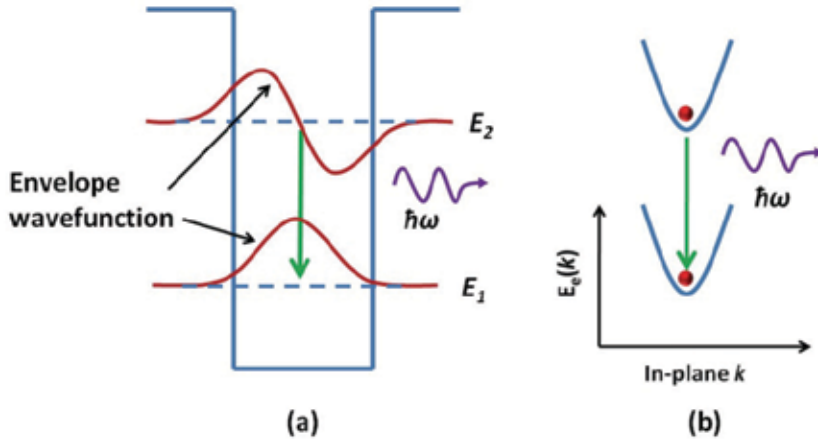 E2
Envelope
wavefunction
ħω
E1
(a)
ħω
Ee(k)
In-plane k
(b)